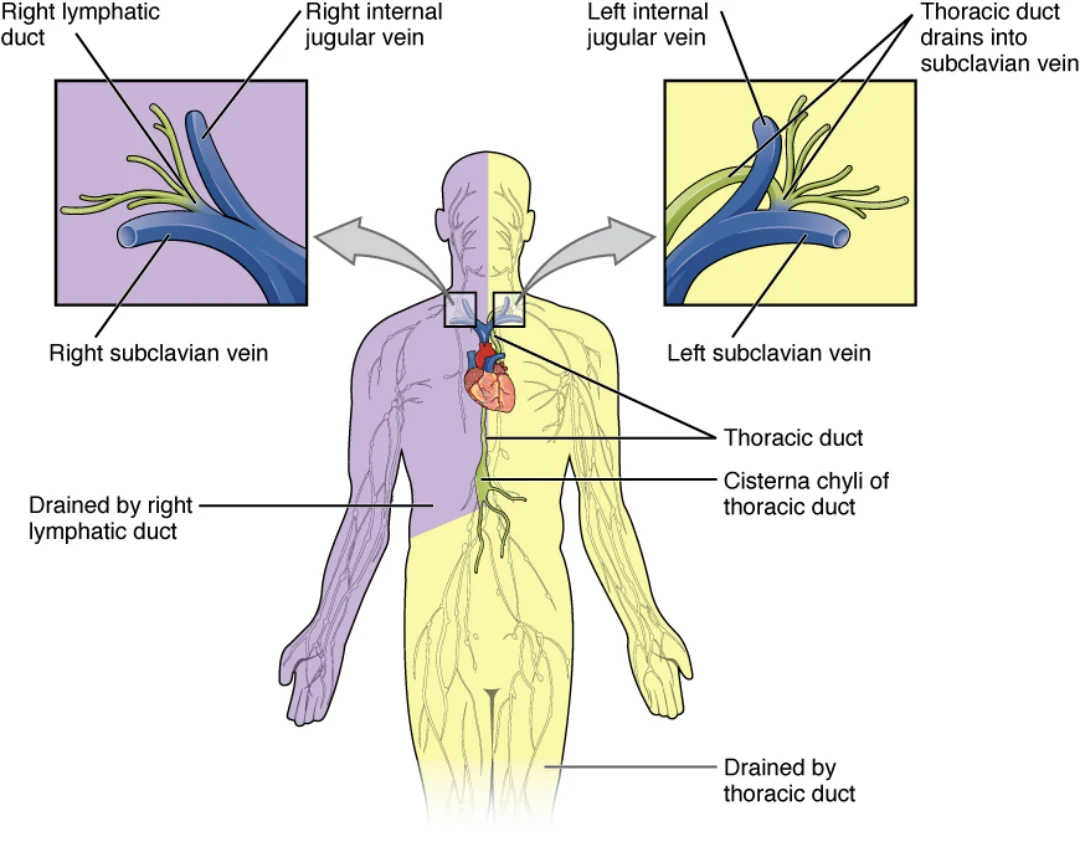 Right lymphatic
duct
Right internal
jugular vein
Left internal
jugular vein
Thoracic duct
drains into
subclavian vein
Right subclavian vein
Left subclavian vein
Thoracic duct
Cisterna chyli of
thoracic duct
Drained by right
lymphatic duct
Drained by
thoracic duct